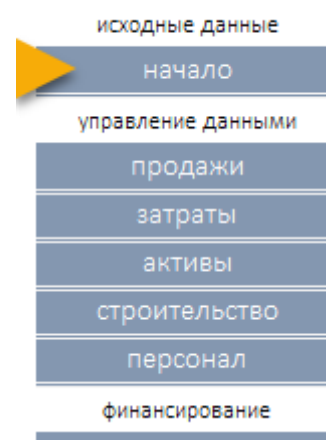 исходные данные
начало
управление данными
продажи
затраты
активы
строительство
персонал
финансирование